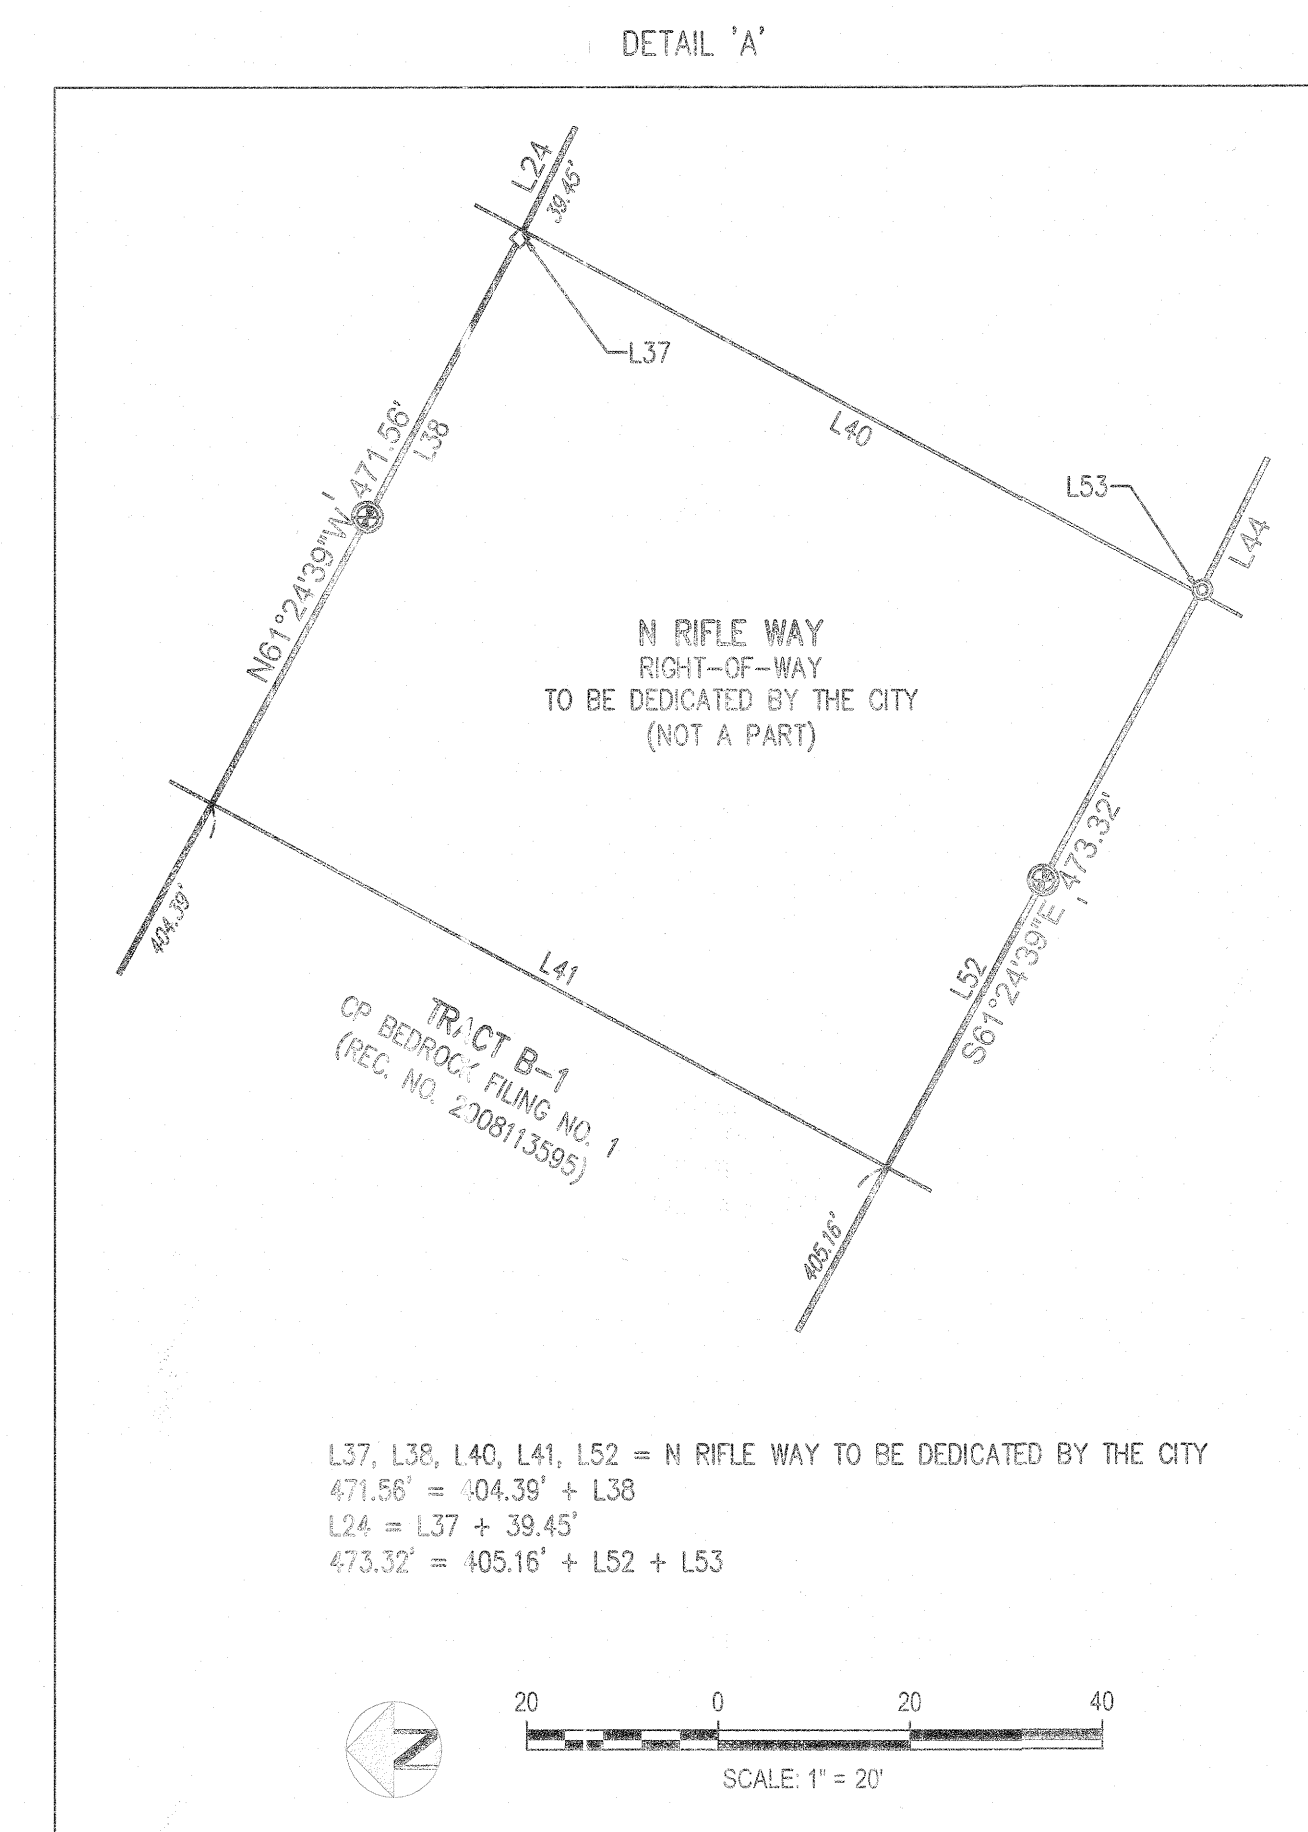 DETAIL 'A'
L24
39.45'
L37
L38
N61°24'39"W 471.56'
L40
L53
L44
N RIFLE WAY
RIGHT-OF-WAY
TO BE DEDICATED BY THE CITY
(NOT A PART)
S61°24'39"E 473.32'
L52
404.39'
L41
TRACT B-1
CP BEDROCK FILING NO. 1
(REC. NO. 2008113595)
405.16'
L37, L38, L40, L41, L52 = N RIFLE WAY TO BE DEDICATED BY THE CITY
471.56' = 404.39' + L38
L24 = L37 + 39.45'
473.32' = 405.16' + L52 + L53
N
20 0 20 40
SCALE: 1" = 20'